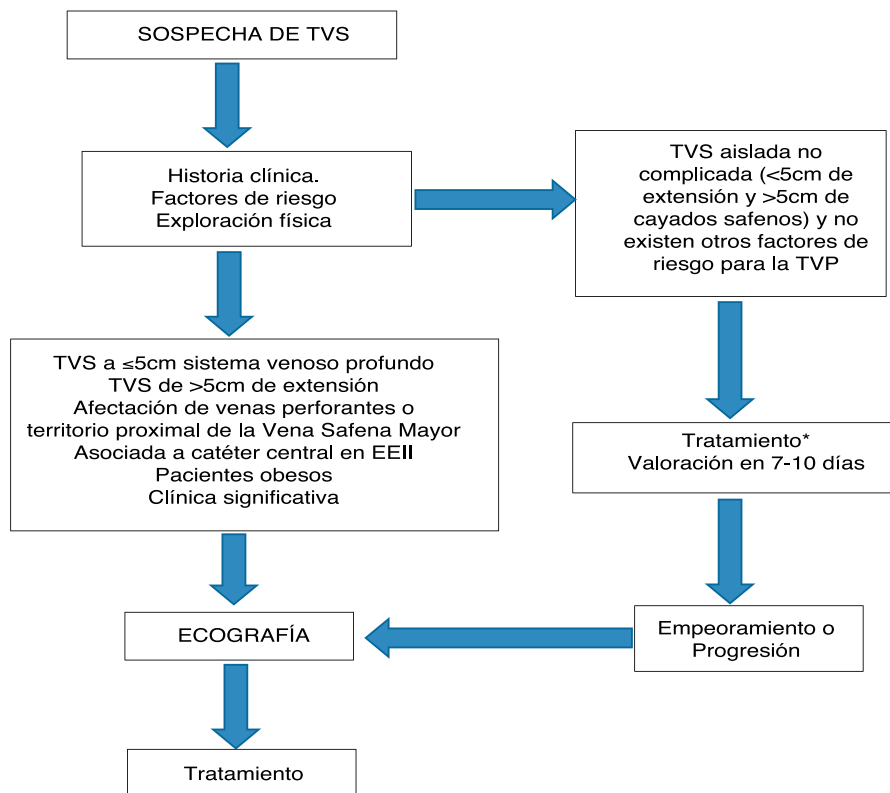 SOSPECHA DE TVS
Historia clínica.
Factores de riesgo
Exploración física
TVS aislada no
complicada (<5cm de
extensión y >5cm de
cayados safenos) y no
existen otros factores de
riesgo para la TVP
TVS a ≤5cm sistema venoso profundo
TVS de >5cm de extensión
Afectación de venas perforantes o
territorio proximal de la Vena Safena Mayor
Asociada a catéter central en EEII
Pacientes obesos
Clínica significativa
Tratamiento*
Valoración en 7-10 días
ECOGRAFÍA
Empeoramiento o
Progresión
Tratamiento